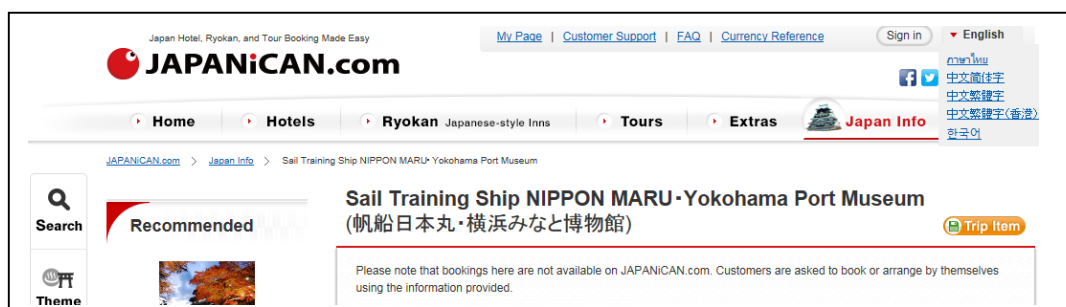 Japan Hotel, Ryokan, and Tour Booking Made Easy
My Page | Customer Support | FAQ | Currency Reference
Sign in
English
JAPANiCAN.com
ภาษาไทย
中文简体字
中文繁體字
中文繁體字(香港)
한국어
Home
Hotels
Ryokan Japanese-style Inns
Tours
Extras
Japan Info
JAPANiCAN.com > Japan Info > Sail Training Ship NIPPON MARU・Yokohama Port Museum
Search
Theme
Recommended
Sail Training Ship NIPPON MARU・Yokohama Port Museum
(帆船日本丸・横浜みなと博物館)
Trip Item
Please note that bookings here are not available on JAPANiCAN.com. Customers are asked to book or arrange by themselves
using the information provided.